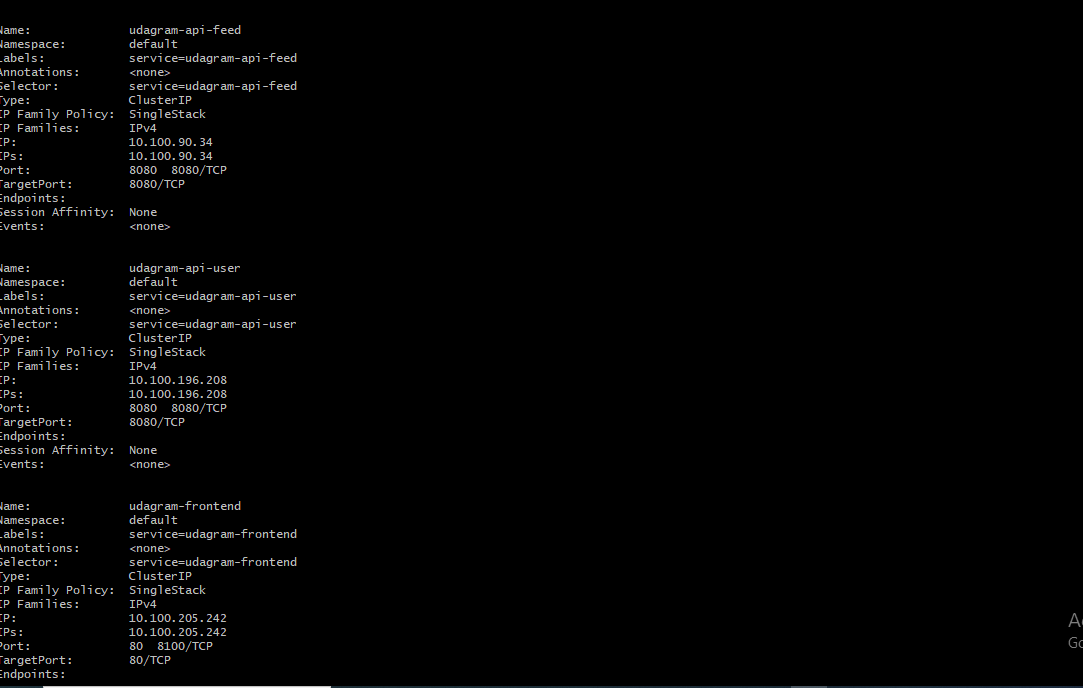 Name: udagram-api-feed
Namespace: default
Labels: service=udagram-api-feed
Annotations: <none>
Selector: service=udagram-api-feed
Type: ClusterIP
IP Family Policy: SingleStack
IP Families: IPv4
IP: 10.100.90.34
IPs: 10.100.90.34
Port: 8080 8080/TCP
TargetPort: 8080/TCP
Endpoints:
Session Affinity: None
Events: <none>
Name: udagram-api-user
Namespace: default
Labels: service=udagram-api-user
Annotations: <none>
Selector: service=udagram-api-user
Type: ClusterIP
IP Family Policy: SingleStack
IP Families: IPv4
IP: 10.100.196.208
IPs: 10.100.196.208
Port: 8080 8080/TCP
TargetPort: 8080/TCP
Endpoints:
Session Affinity: None
Events: <none>
Name: udagram-frontend
Namespace: default
Labels: service=udagram-frontend
Annotations: <none>
Selector: service=udagram-frontend
Type: ClusterIP
IP Family Policy: SingleStack
IP Families: IPv4
IP: 10.100.205.242
IPs: 10.100.205.242
Port: 80 8100/TCP
TargetPort: 80/TCP
Endpoints: